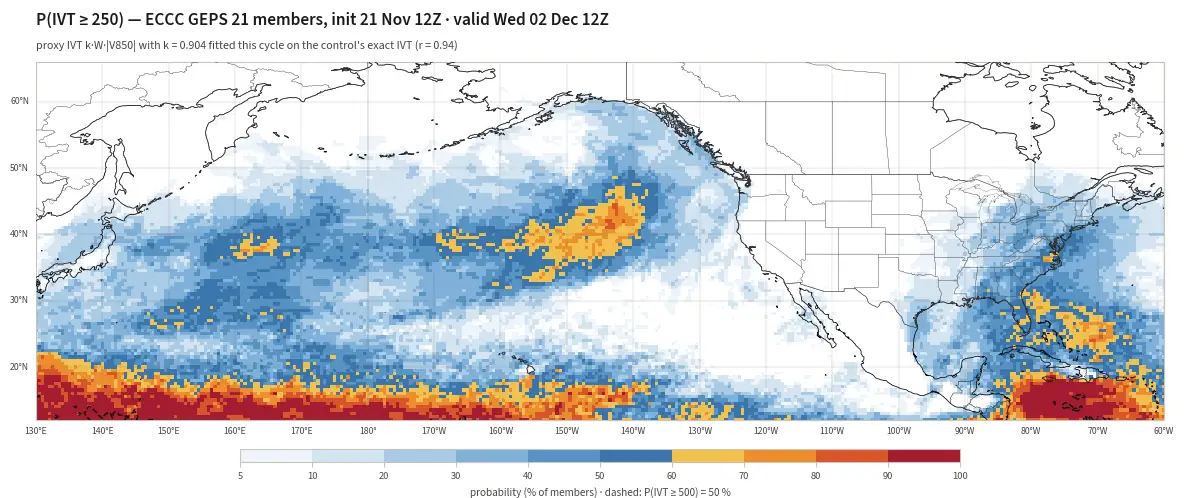 P(IVT ≥ 250) — ECCC GEPS 21 members, init 21 Nov 12Z · valid Wed 02 Dec 12Z
proxy IVT k·W·|V850| with k = 0.904 fitted this cycle on the control's exact IVT (r = 0.94)
60°N
50°N
40°N
30°N
20°N
130°E 140°E 150°E 160°E 170°E 180° 170°W 160°W 150°W 140°W 130°W 120°W 110°W 100°W 90°W 80°W 70°W 60°W
5 10 20 30 40 50 60 70 80 90 100
probability (% of members) · dashed: P(IVT ≥ 500) = 50 %